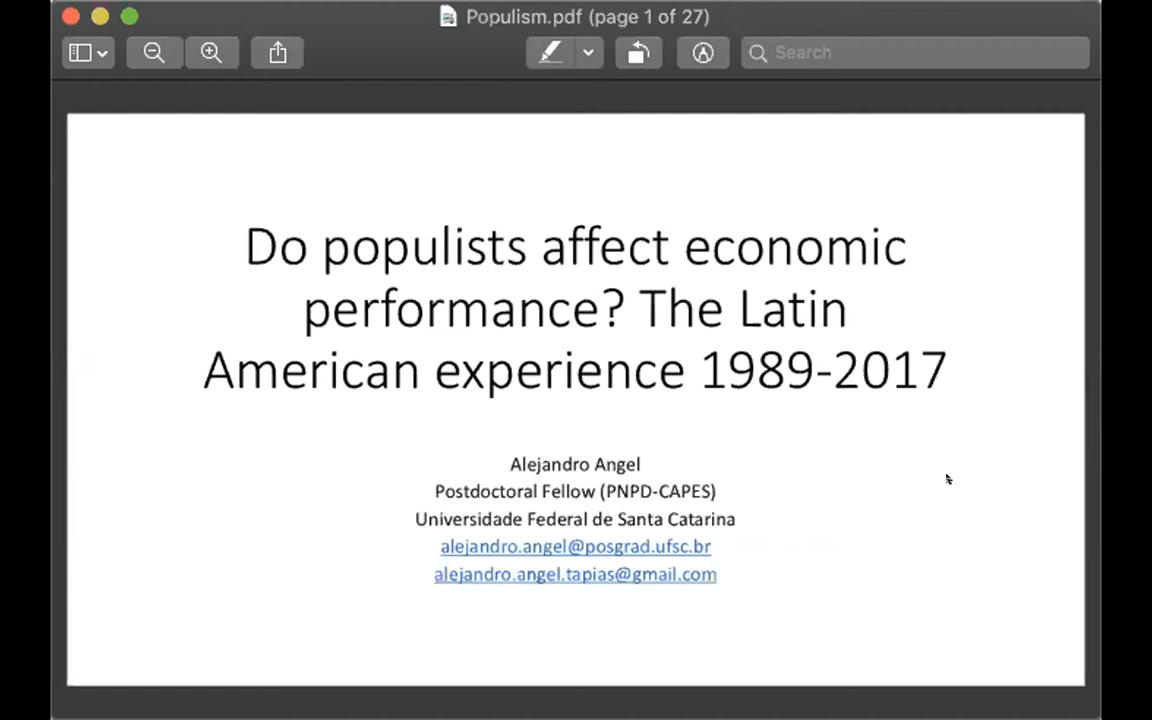 Populism.pdf (page 1 of 27)
Search
Do populists affect economic
performance? The Latin
American experience 1989-2017
Alejandro Angel
Postdoctoral Fellow (PNPD-CAPES)
Universidade Federal de Santa Catarina
alejandro.angel@posgrad.ufsc.br
alejandro.angel.tapias@gmail.com